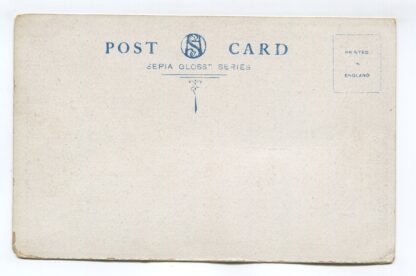 POST CARD
SEPIA GLOSSY SERIES
PRINTED
IN
ENGLAND